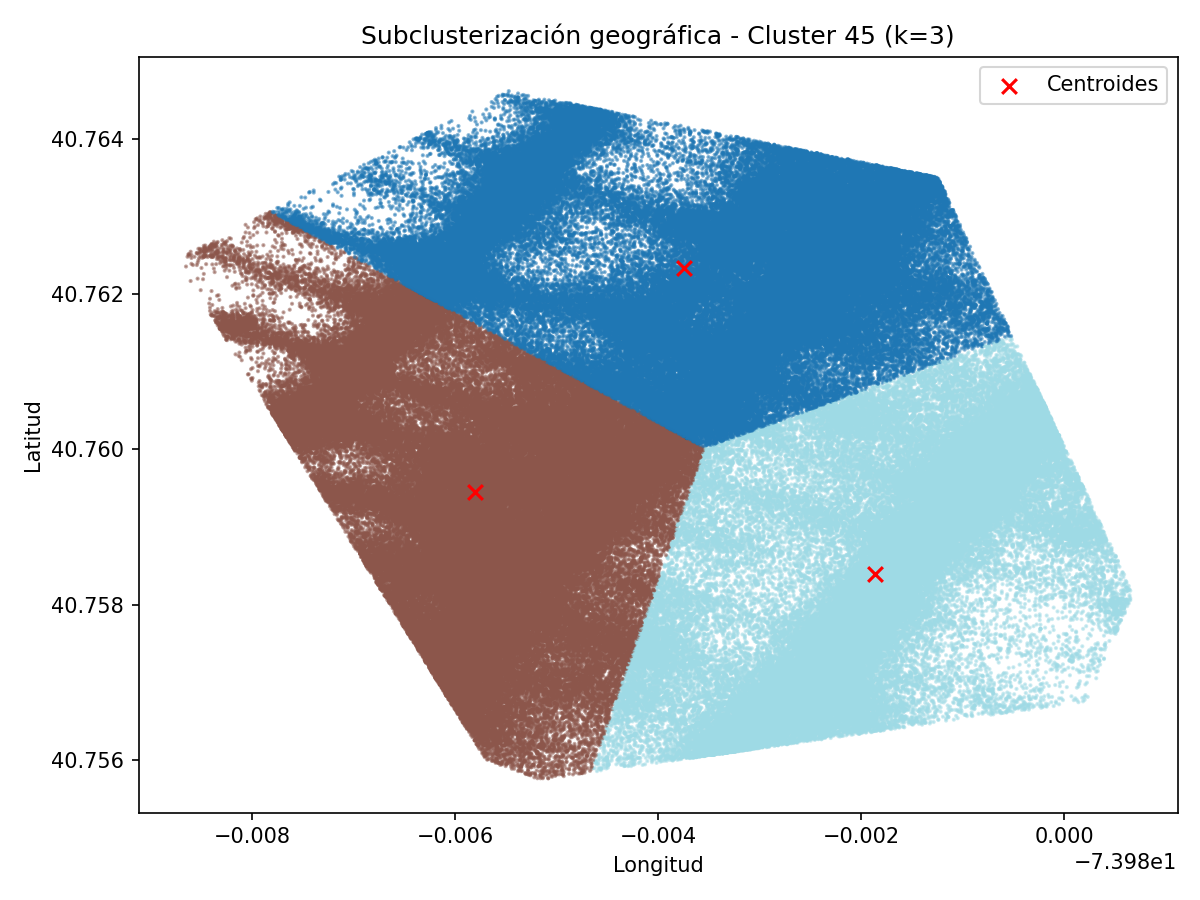 Subclusterización geográfica - Cluster 45 (k=3)
Centroides
40.764
40.762
40.760
40.758
40.756
Latitud
−0.008 −0.006 −0.004 −0.002 0.000
Longitud
−7.398e1